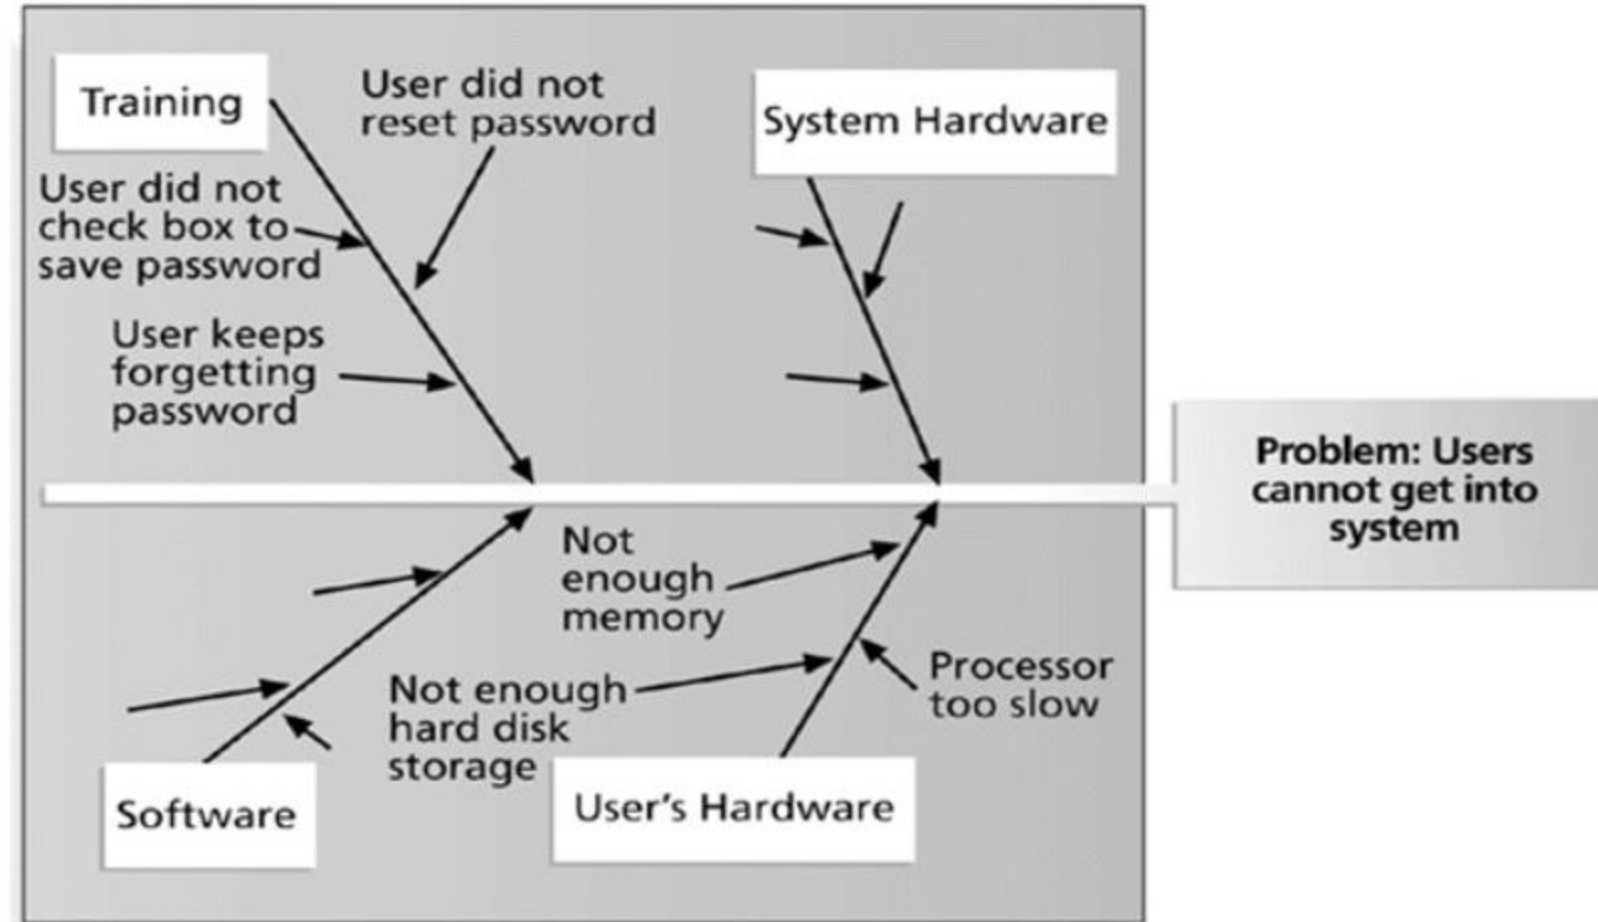 Training
User did not
reset password
System Hardware
User did not
check box to
save password
User keeps
forgetting
password
Problem: Users
cannot get into
system
Not
enough
memory
Not enough
hard disk
storage
Processor
too slow
Software
User's Hardware